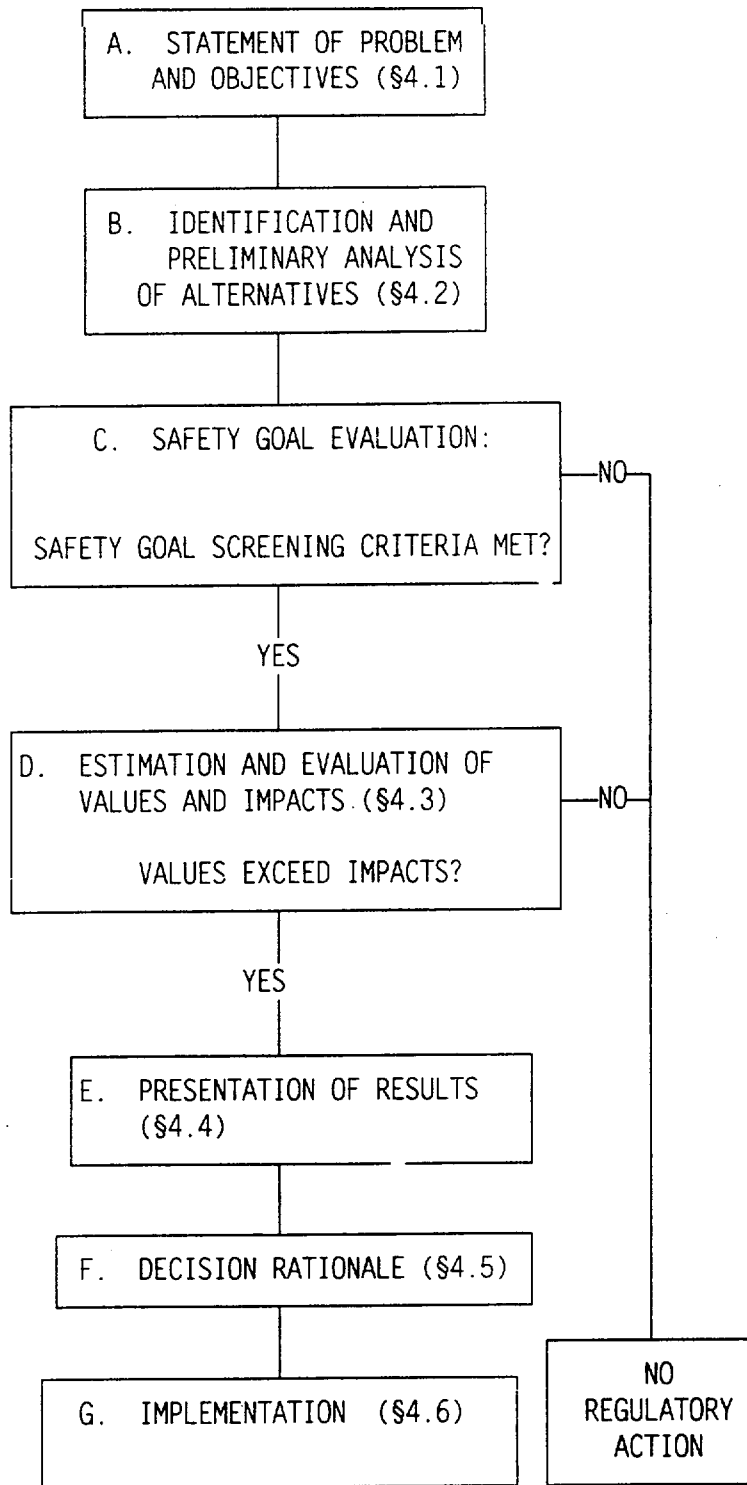 A. STATEMENT OF PROBLEM
AND OBJECTIVES (§4.1)
B. IDENTIFICATION AND
PRELIMINARY ANALYSIS
OF ALTERNATIVES (§4.2)
C. SAFETY GOAL EVALUATION:
NO
SAFETY GOAL SCREENING CRITERIA MET?
YES
D. ESTIMATION AND EVALUATION OF
VALUES AND IMPACTS (§4.3)
NO
VALUES EXCEED IMPACTS?
YES
E. PRESENTATION OF RESULTS
(§4.4)
F. DECISION RATIONALE (§4.5)
G. IMPLEMENTATION (§4.6)
NO
REGULATORY
ACTION